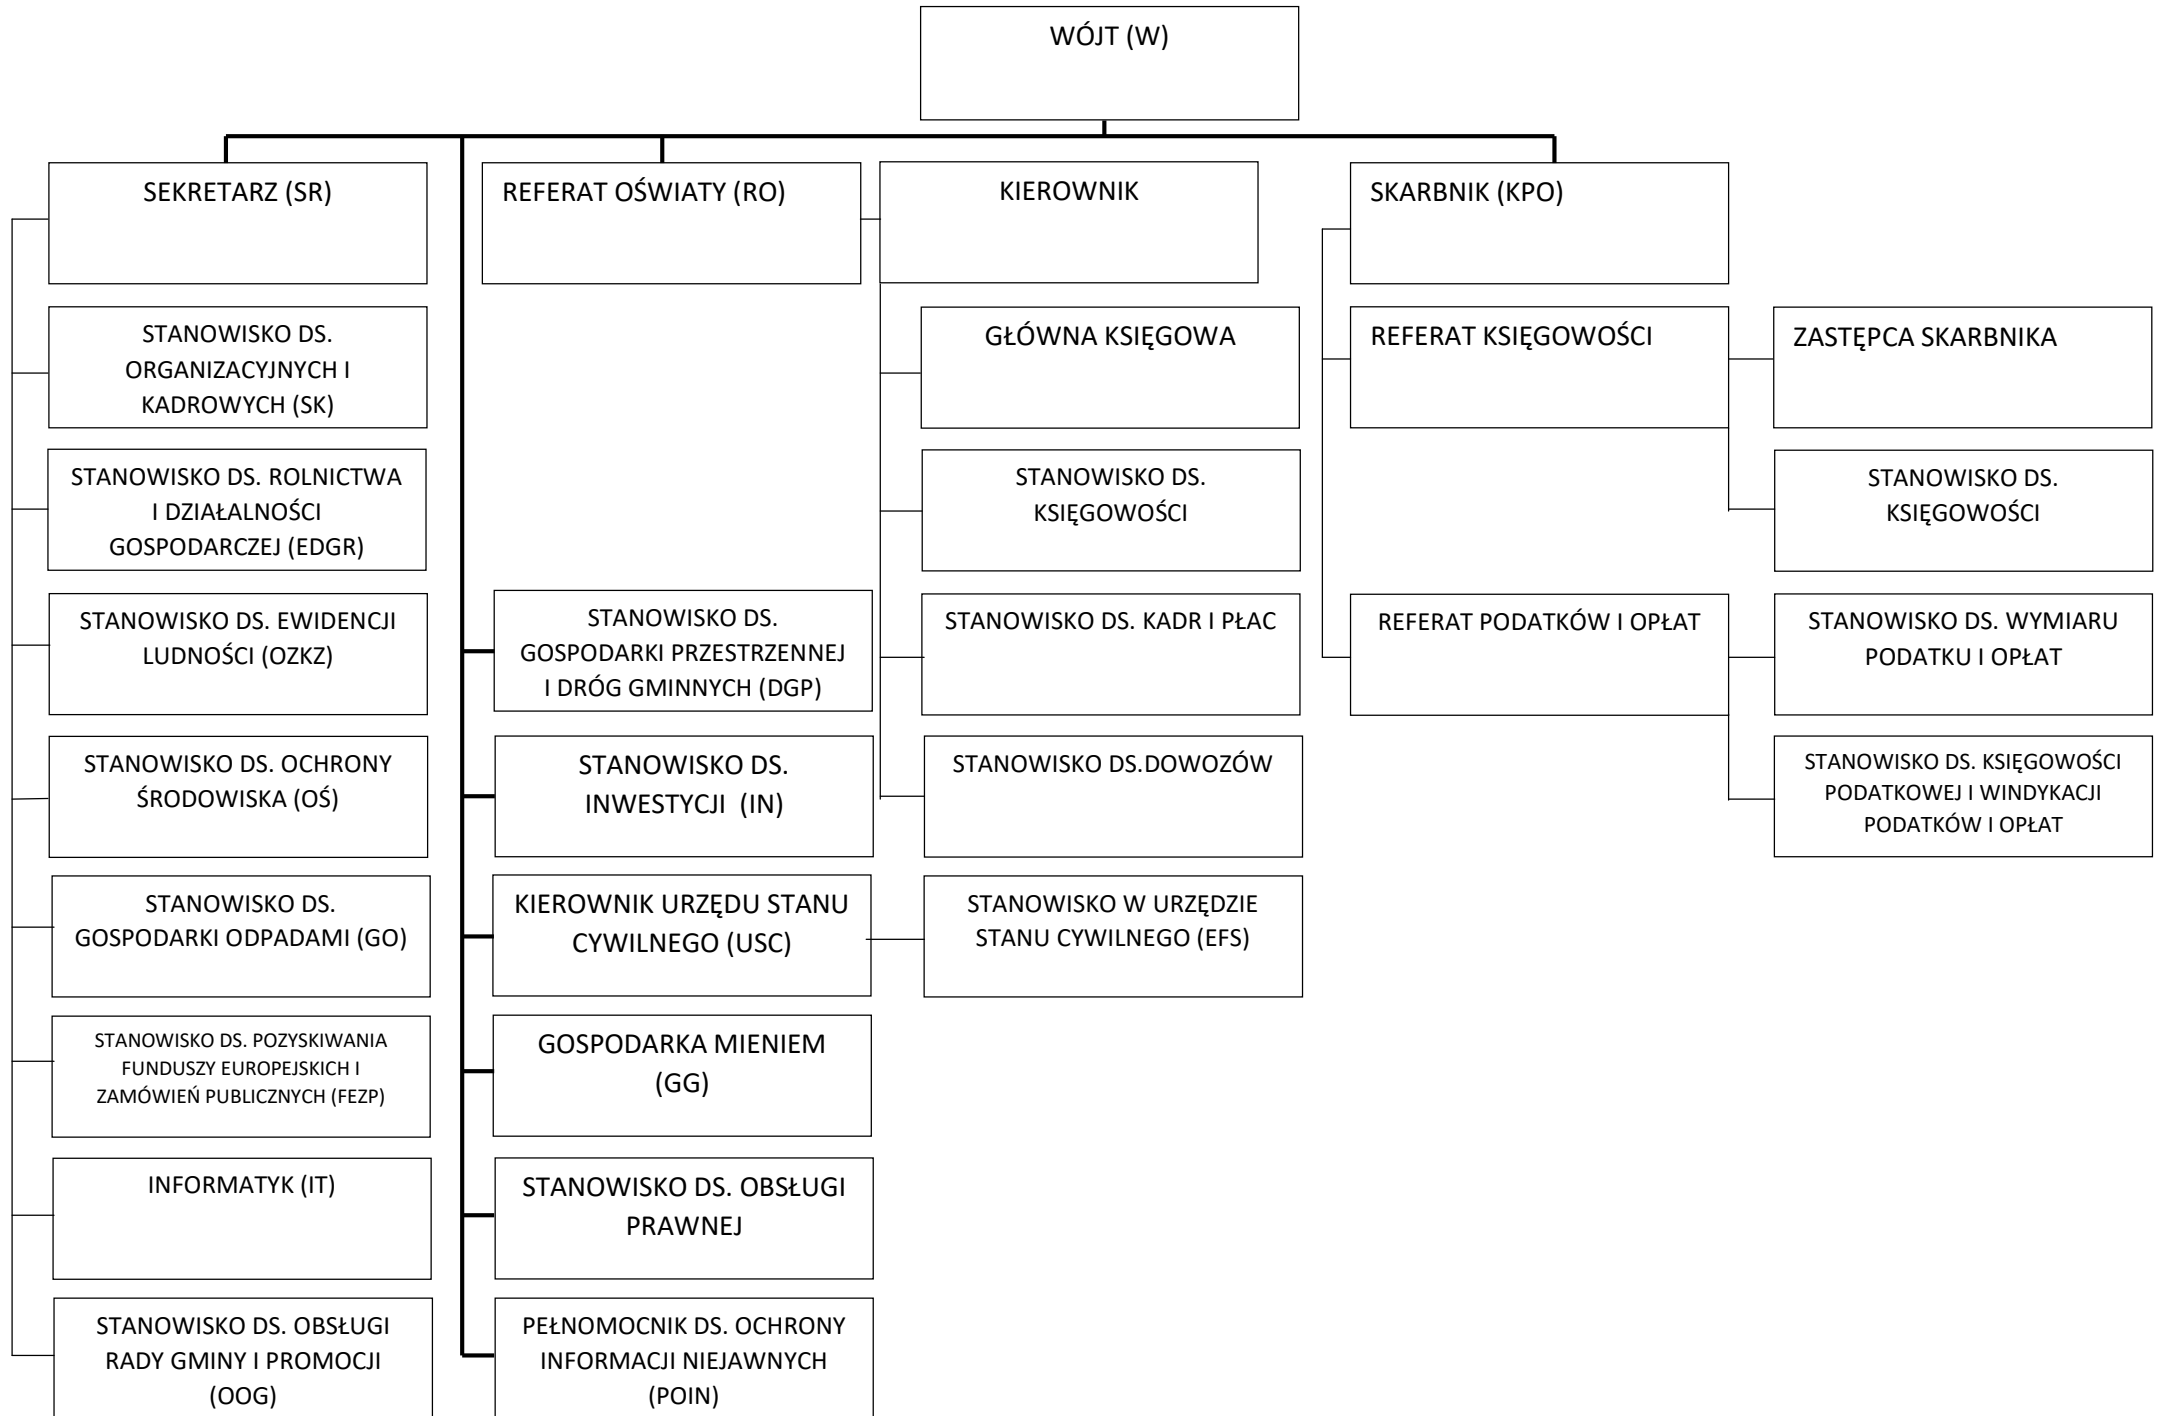 WÓJT (W)
SEKRETARZ (SR)
REFERAT OŚWIATY (RO)
KIEROWNIK
SKARBNIK (KPO)
STANOWISKO DS.
ORGANIZACYJNYCH I
KADROWYCH (SK)
GŁÓWNA KSIĘGOWA
REFERAT KSIĘGOWOŚCI
ZASTĘPCA SKARBNIKA
STANOWISKO DS. ROLNICTWA
I DZIAŁALNOŚCI
GOSPODARCZEJ (EDGR)
STANOWISKO DS.
KSIĘGOWOŚCI
STANOWISKO DS.
KSIĘGOWOŚCI
STANOWISKO DS. EWIDENCJI
LUDNOŚCI (OZKZ)
STANOWISKO DS.
GOSPODARKI PRZESTRZENNEJ
I DRÓG GMINNYCH (DGP)
STANOWISKO DS. KADR I PŁAC
REFERAT PODATKÓW I OPŁAT
STANOWISKO DS. WYMIARU
PODATKU I OPŁAT
STANOWISKO DS. OCHRONY
ŚRODOWISKA (OŚ)
STANOWISKO DS.
INWESTYCJI  (IN)
STANOWISKO DS.DOWOZÓW
STANOWISKO DS. KSIĘGOWOŚCI
PODATKOWEJ I WINDYKACJI
PODATKÓW I OPŁAT
STANOWISKO DS.
GOSPODARKI ODPADAMI (GO)
KIEROWNIK URZĘDU STANU
CYWILNEGO (USC)
STANOWISKO W URZĘDZIE
STANU CYWILNEGO (EFS)
STANOWISKO DS. POZYSKIWANIA
FUNDUSZY EUROPEJSKICH I
ZAMÓWIEŃ PUBLICZNYCH (FEZP)
GOSPODARKA MIENIEM
(GG)
INFORMATYK (IT)
STANOWISKO DS. OBSŁUGI
PRAWNEJ
STANOWISKO DS. OBSŁUGI
RADY GMINY I PROMOCJI
(OOG)
PEŁNOMOCNIK DS. OCHRONY
INFORMACJI NIEJAWNYCH
(POIN)